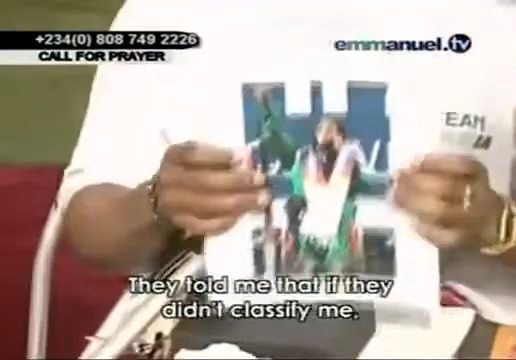 +234(0) 808 749 2226
CALL FOR PRAYER
emmanuel.tv
EAM
They told me that if they
didn't classify me,